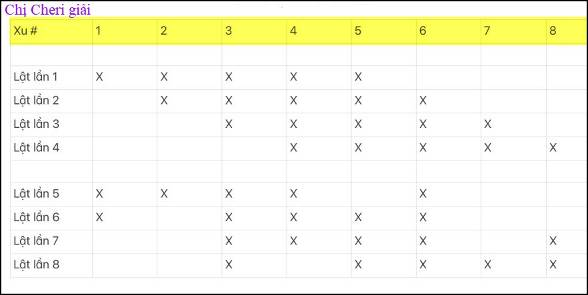 Chị Cheri giải
Xu # 1 2 3 4 5 6 7 8
Lật lần 1 X X X X X
Lật lần 2 X X X X X
Lật lần 3 X X X X X
Lật lần 4 X X X X X
Lật lần 5 X X X X X
Lật lần 6 X X X X X
Lật lần 7 X X X X X
Lật lần 8 X X X X X